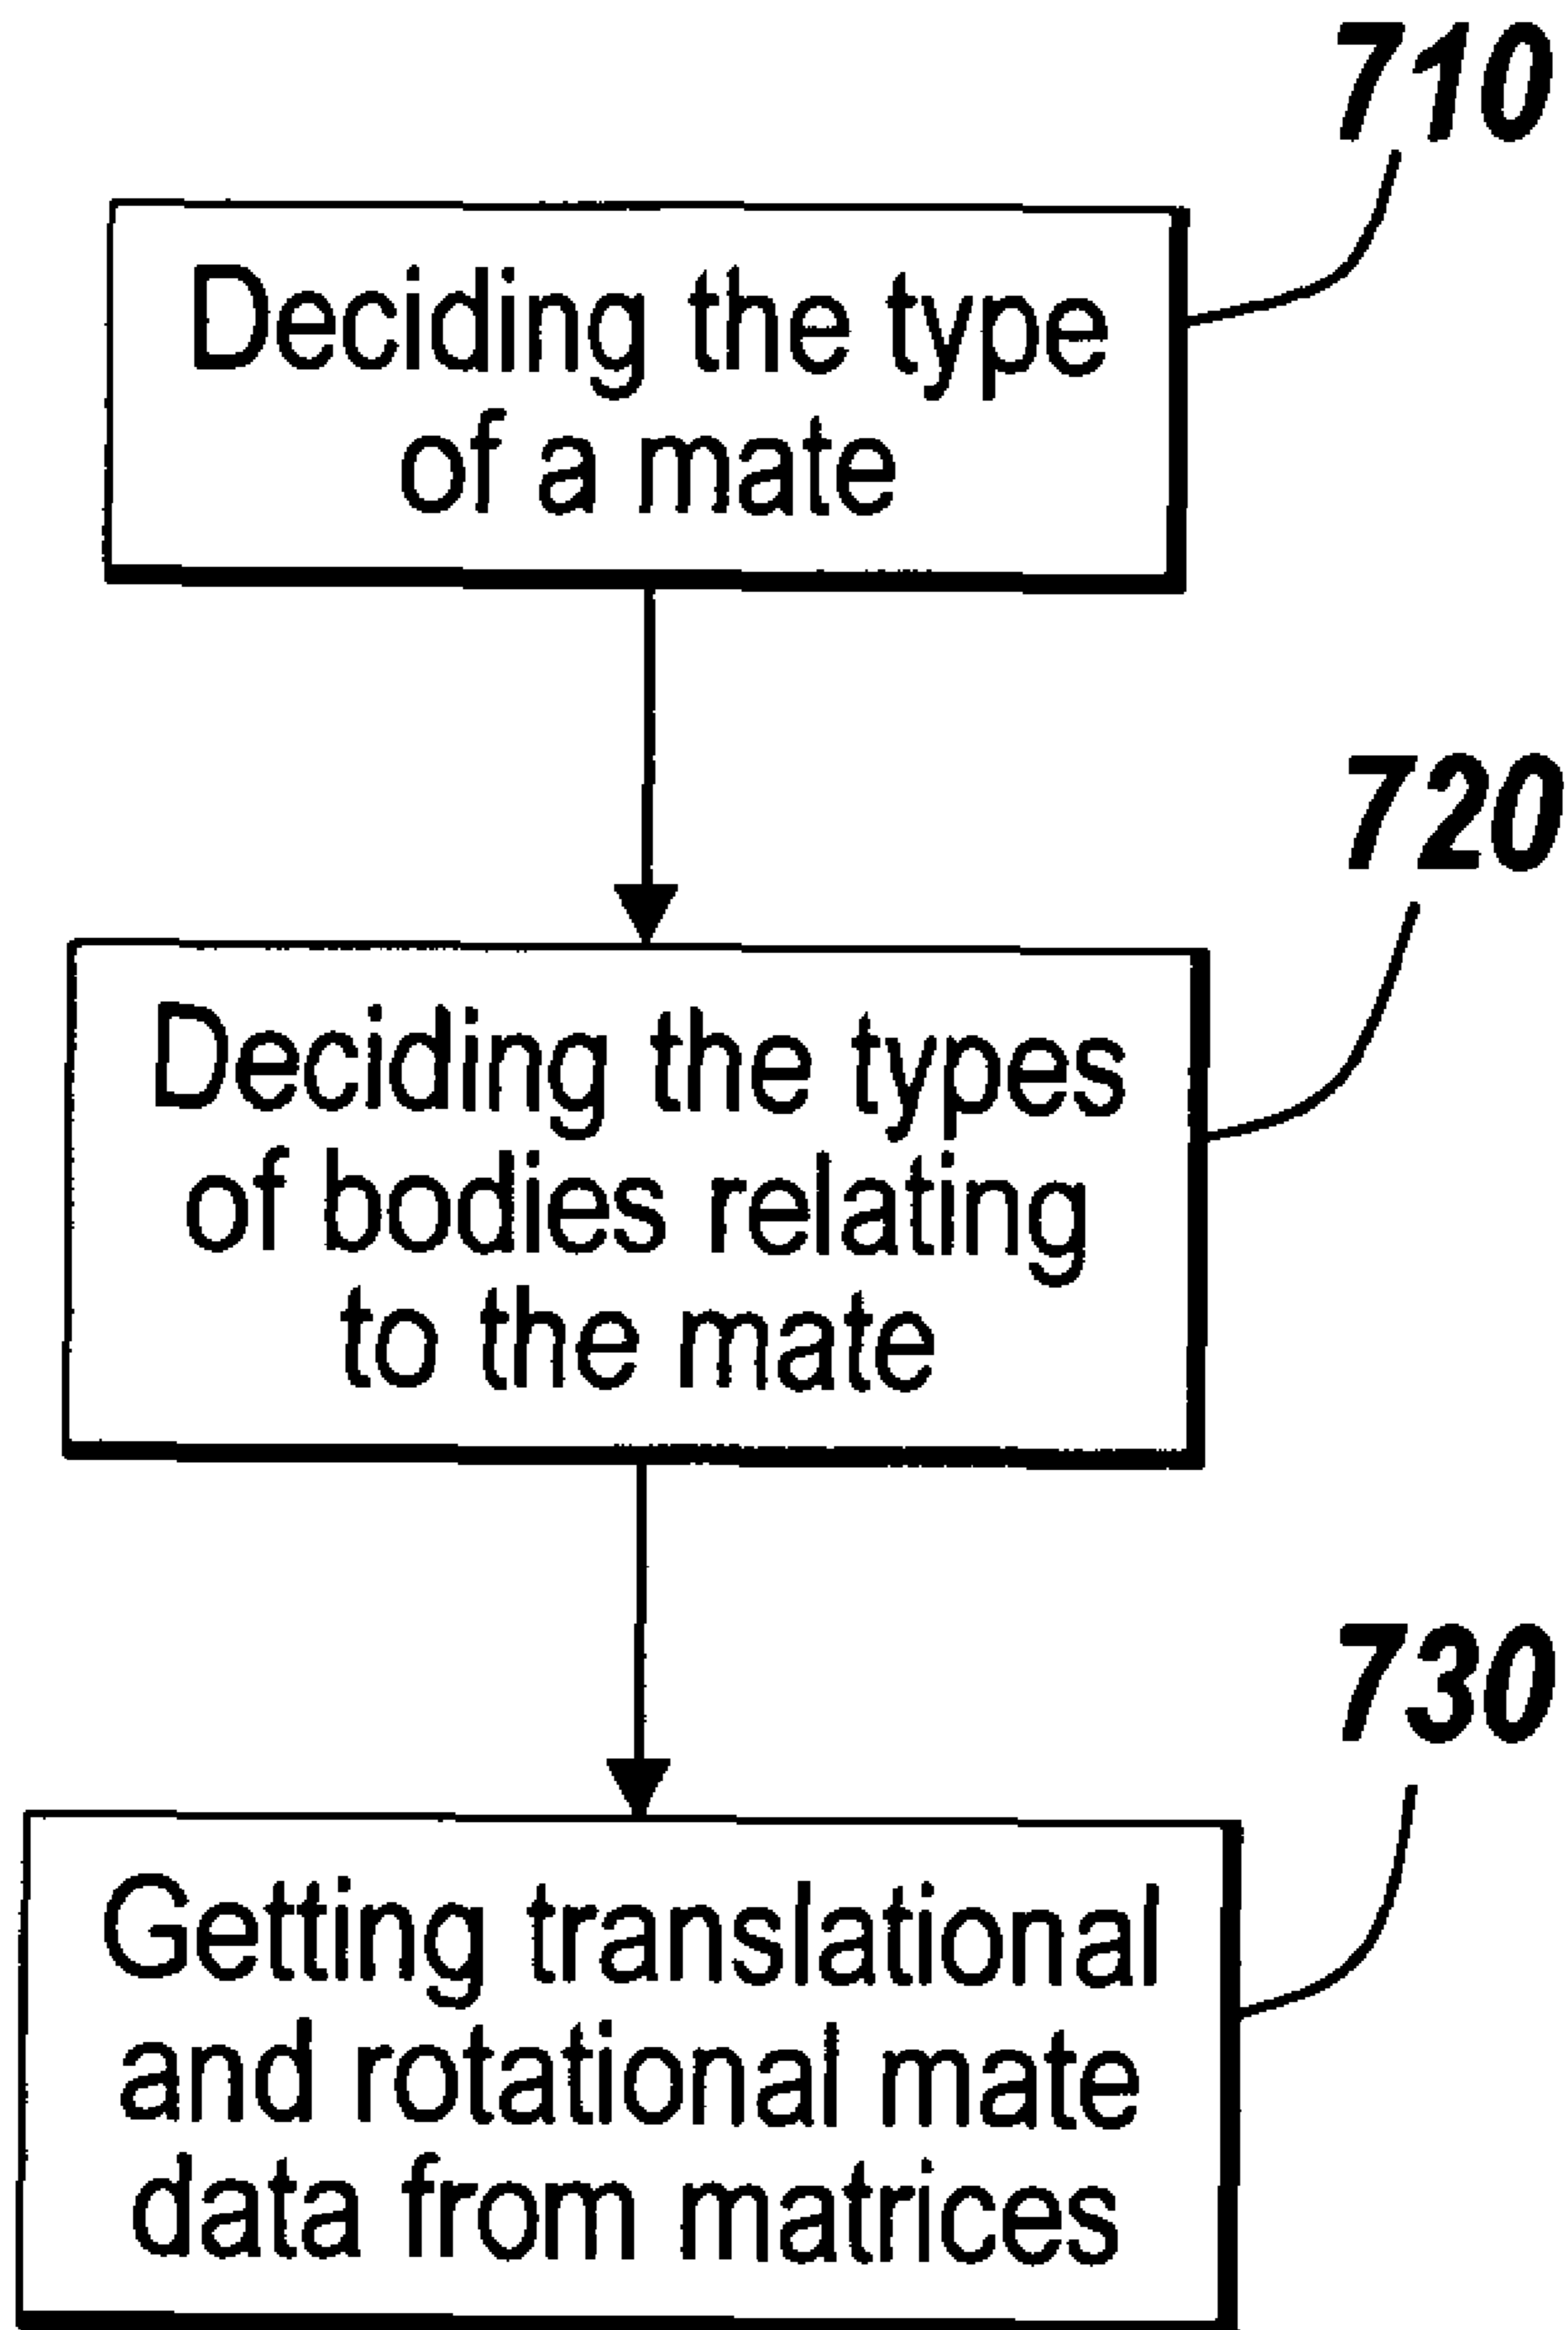 710
Deciding the type
of a mate
720
Deciding the types
of bodies relating
to the mate
730
Getting translational
and rotational mate
data from matrices